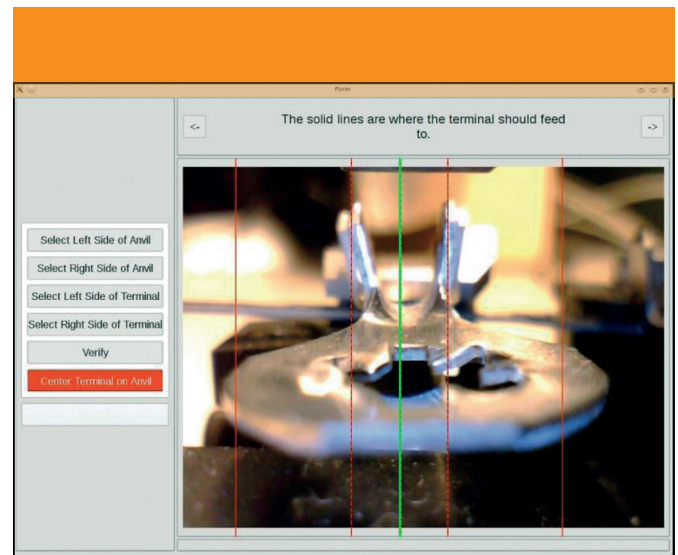 Form
<-
The solid lines are where the terminal should feed
to.
->
Select Left Side of Anvil
Select Right Side of Anvil
Select Left Side of Terminal
Select Right Side of Terminal
Verify
Center Terminal on Anvil